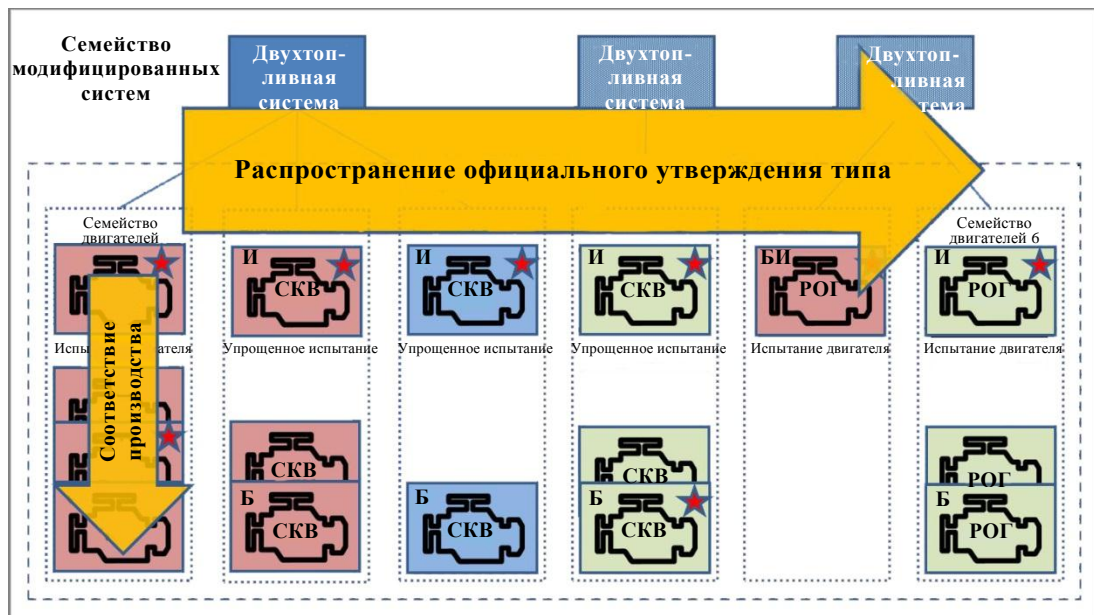 Семейство
модифицированных
систем
Двухтоп-
ливная
система
Двухтоп-
ливная
система
Двухтоп-
ливная
тема
Распространение официального утверждения типа
Семейство
двигателей
Семейство
двигателей 6
И
СКВ
И
СКВ
И
СКВ
БИ
РОГ
И
РОГ
Упрощенное испытание
Упрощенное испытание
Упрощенное испытание
Испытание двигателя
Испытание двигателя
Соответствие
производства
СКВ
СКВ
РОГ
Б
СКВ
Б
СКВ
Б
СКВ
Б
РОГ